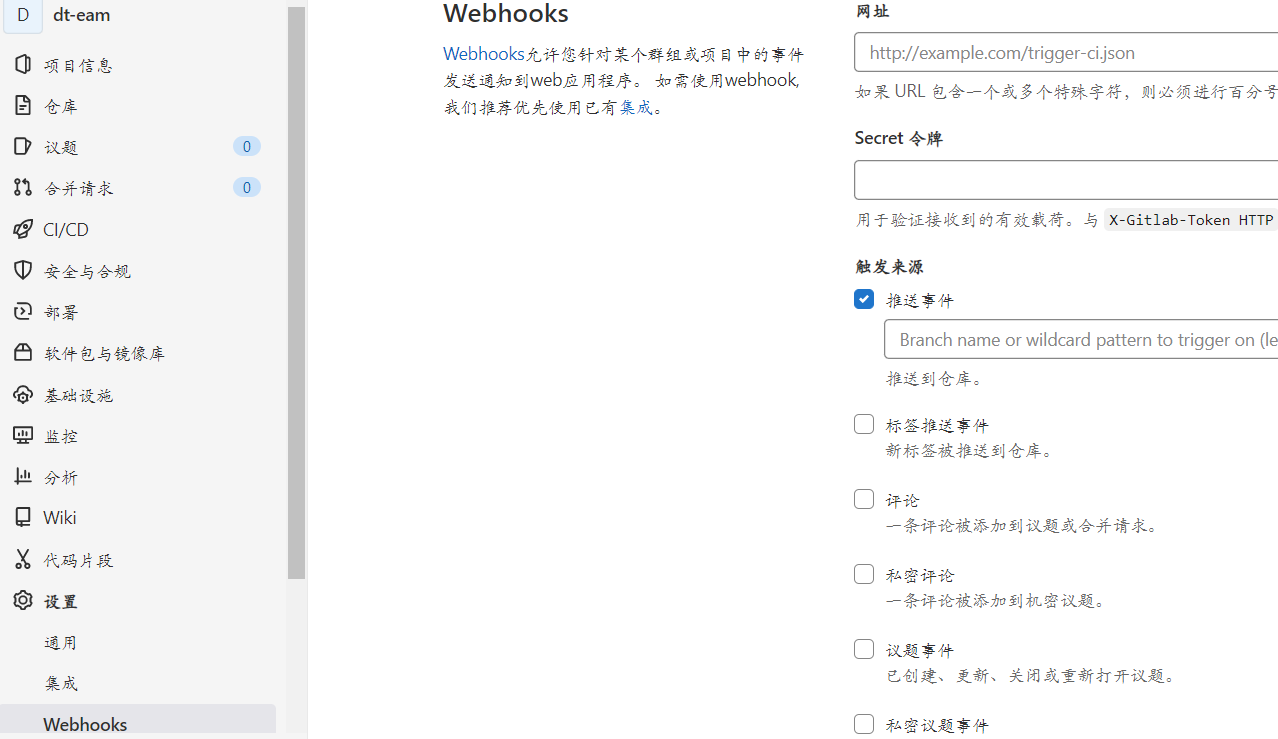 D dt-eam
项目信息
仓库
议题 0
合并请求 0
CI/CD
安全与合规
部署
软件包与镜像库
基础设施
监控
分析
Wiki
代码片段
设置
通用
集成
Webhooks
Webhooks
Webhooks允许您针对某个群组或项目中的事件
发送通知到web应用程序。 如需使用webhook,
我们推荐优先使用已有集成。
网址
http://example.com/trigger-ci.json
如果 URL 包含一个或多个特殊字符，则必须进行百分号
Secret 令牌
用于验证接收到的有效载荷。与 X-Gitlab-Token HTTP
触发来源
推送事件
Branch name or wildcard pattern to trigger on (le
推送到仓库。
标签推送事件
新标签被推送到仓库。
评论
一条评论被添加到议题或合并请求。
私密评论
一条评论被添加到机密议题。
议题事件
已创建、更新、关闭或重新打开议题。
私密议题事件